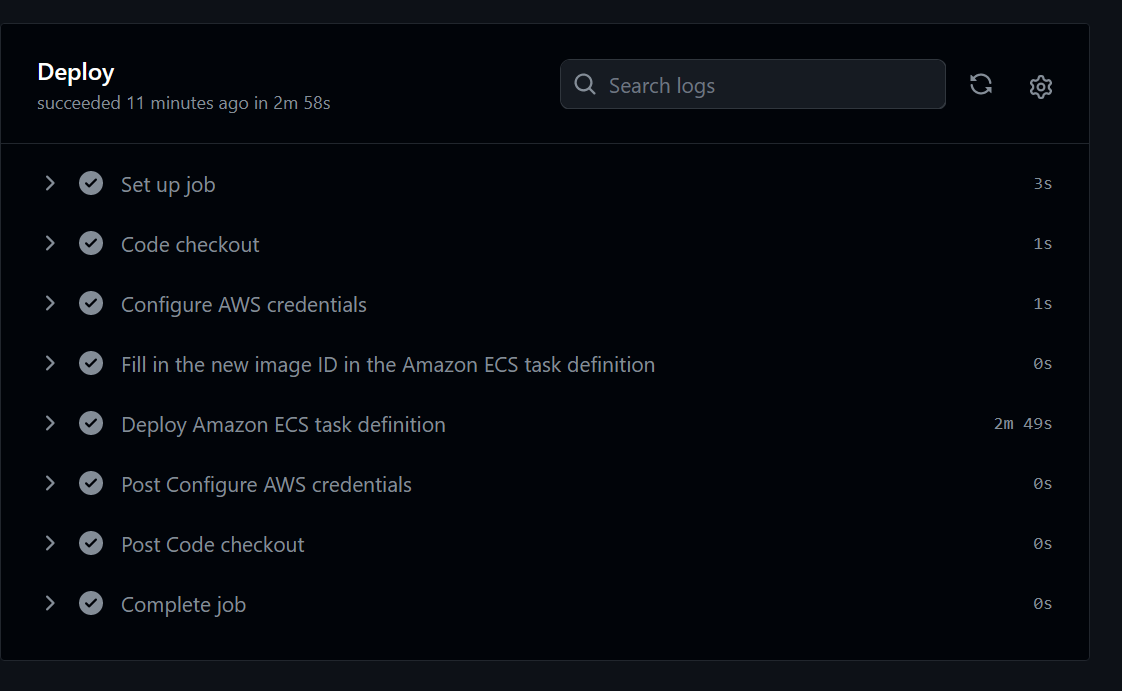 Deploy
succeeded 11 minutes ago in 2m 58s
Search logs
Set up job 3s
Code checkout 1s
Configure AWS credentials 1s
Fill in the new image ID in the Amazon ECS task definition 0s
Deploy Amazon ECS task definition 2m 49s
Post Configure AWS credentials 0s
Post Code checkout 0s
Complete job 0s